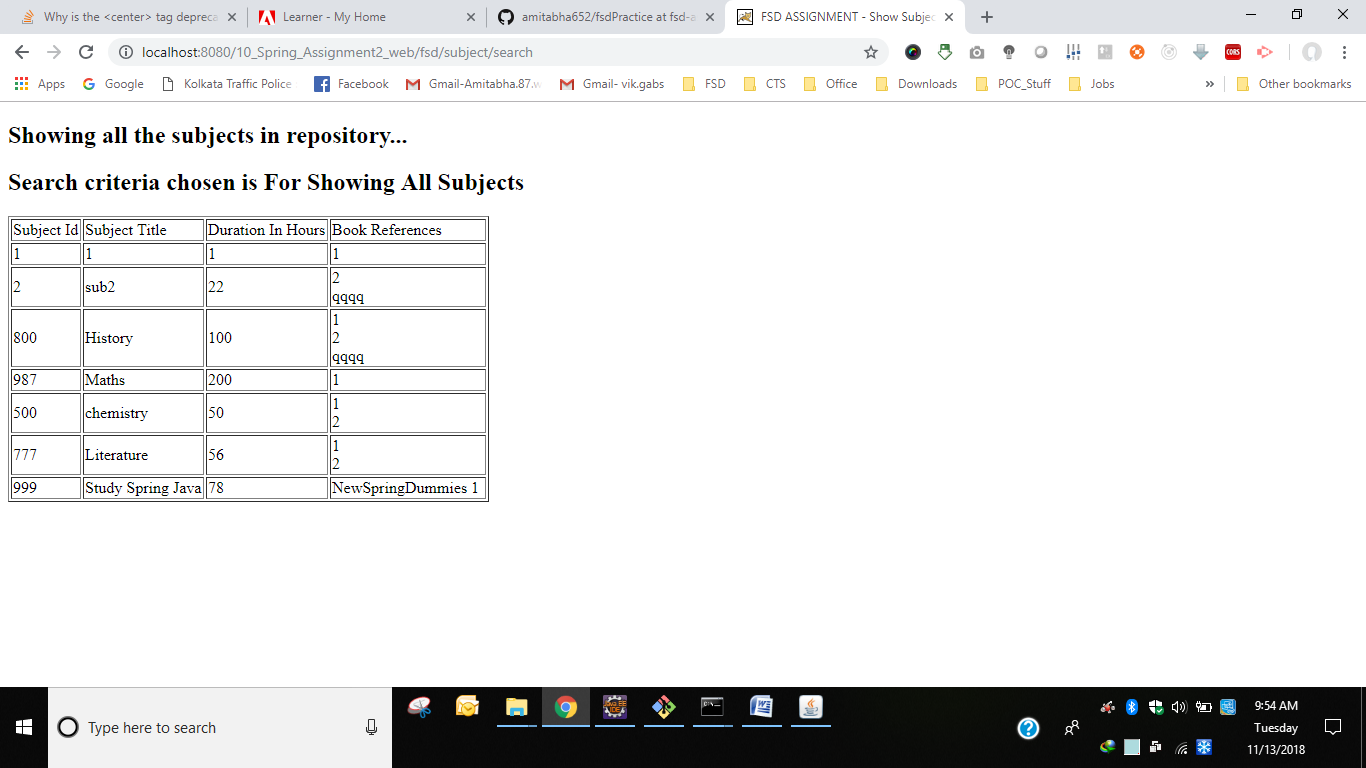 Why is the <center> tag depreca
Learner - My Home
amitabha652/fsdPractice at fsd-a
FSD ASSIGNMENT - Show Subjec
localhost:8080/10_Spring_Assignment2_web/fsd/subject/search
CORS
Apps
Google
Kolkata Traffic Police
Facebook
Gmail-Amitabha.87.w
Gmail- vik.gabs
FSD
CTS
Office
Downloads
POC_Stuff
Jobs
»
Other bookmarks
Showing all the subjects in repository...
Search criteria chosen is For Showing All Subjects
Subject Id Subject Title Duration In Hours Book References
1 1 1 1
2 sub2 22 2
qqqq
800 History 100 1
2
qqqq
987 Maths 200 1
500 chemistry 50 1
2
777 Literature 56 1
2
999 Study Spring Java 78 NewSpringDummies 1
Type here to search
9:54 AM
Tuesday
11/13/2018